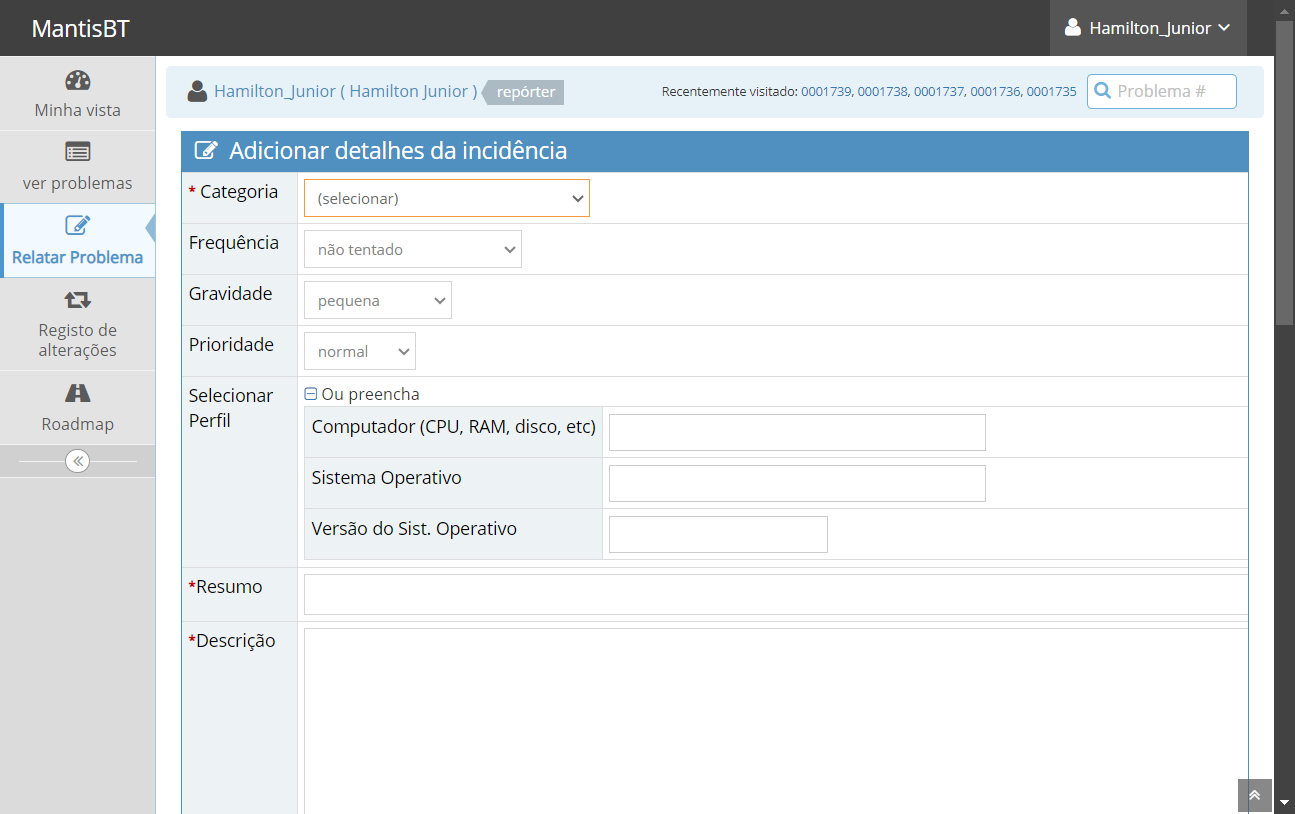 MantisBT
Hamilton_Junior
Minha vista
ver problemas
Relatar Problema
Registo de
alterações
Roadmap
Hamilton_Junior ( Hamilton Junior )
repórter
Recentemente visitado: 0001739, 0001738, 0001737, 0001736, 0001735
Problema #
Adicionar detalhes da incidência
* Categoria
(selecionar)
Frequência
não tentado
Gravidade
pequena
Prioridade
normal
Selecionar
Perfil
Ou preencha
Computador (CPU, RAM, disco, etc)
Sistema Operativo
Versão do Sist. Operativo
*Resumo
*Descrição